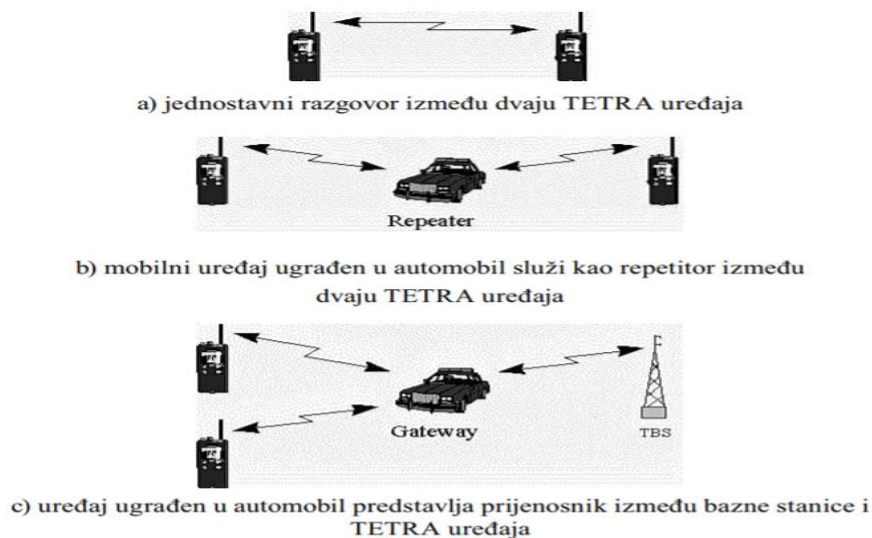 a) jednostavni razgovor između dvaju TETRA uređaja
Repeater
b) mobilni uređaj ugrađen u automobil služi kao repetitor između
dvaju TETRA uređaja
Gateway
TBS
c) uređaj ugrađen u automobil predstavlja prijenosnik između bazne stanice i
TETRA uređaja